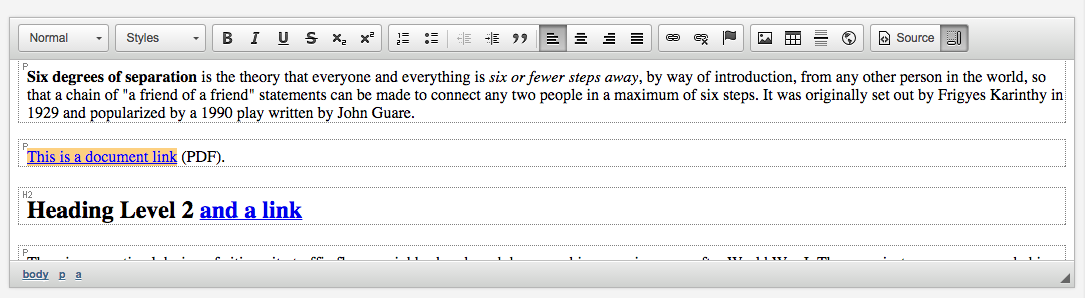 Normal Styles B I U S x₂ x² Source
P
Six degrees of separation is the theory that everyone and everything is six or fewer steps away, by way of introduction, from any other person in the world, so
that a chain of "a friend of a friend" statements can be made to connect any two people in a maximum of six steps. It was originally set out by Frigyes Karinthy in
1929 and popularized by a 1990 play written by John Guare.
P
This is a document link (PDF).
H2
Heading Level 2 and a link
P
body p a